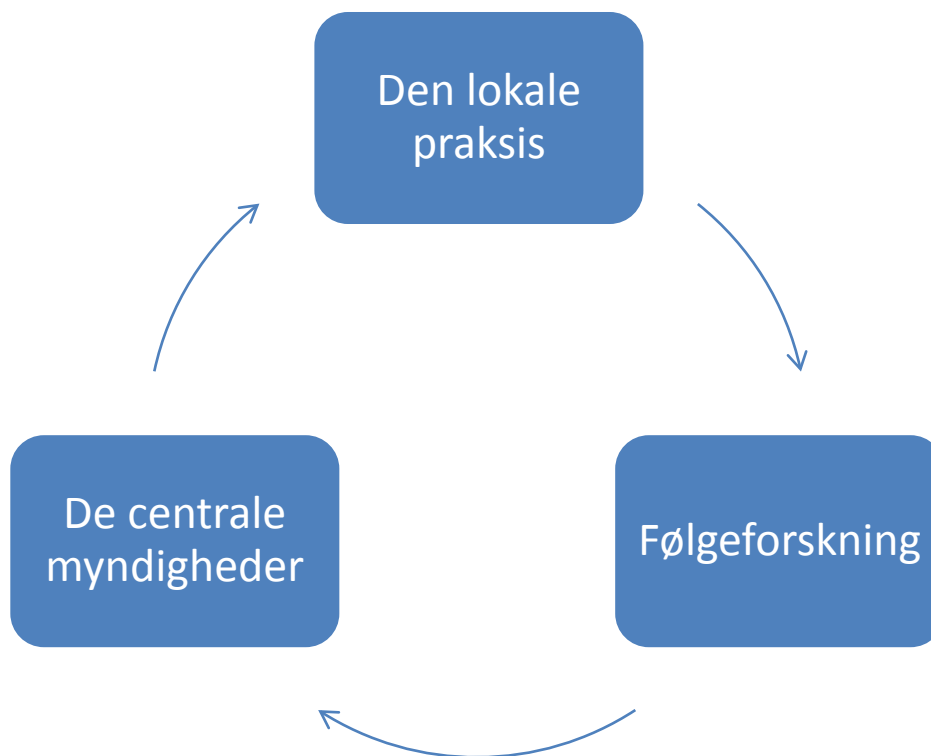 Den lokale
praksis
De centrale
myndigheder
Følgeforskning